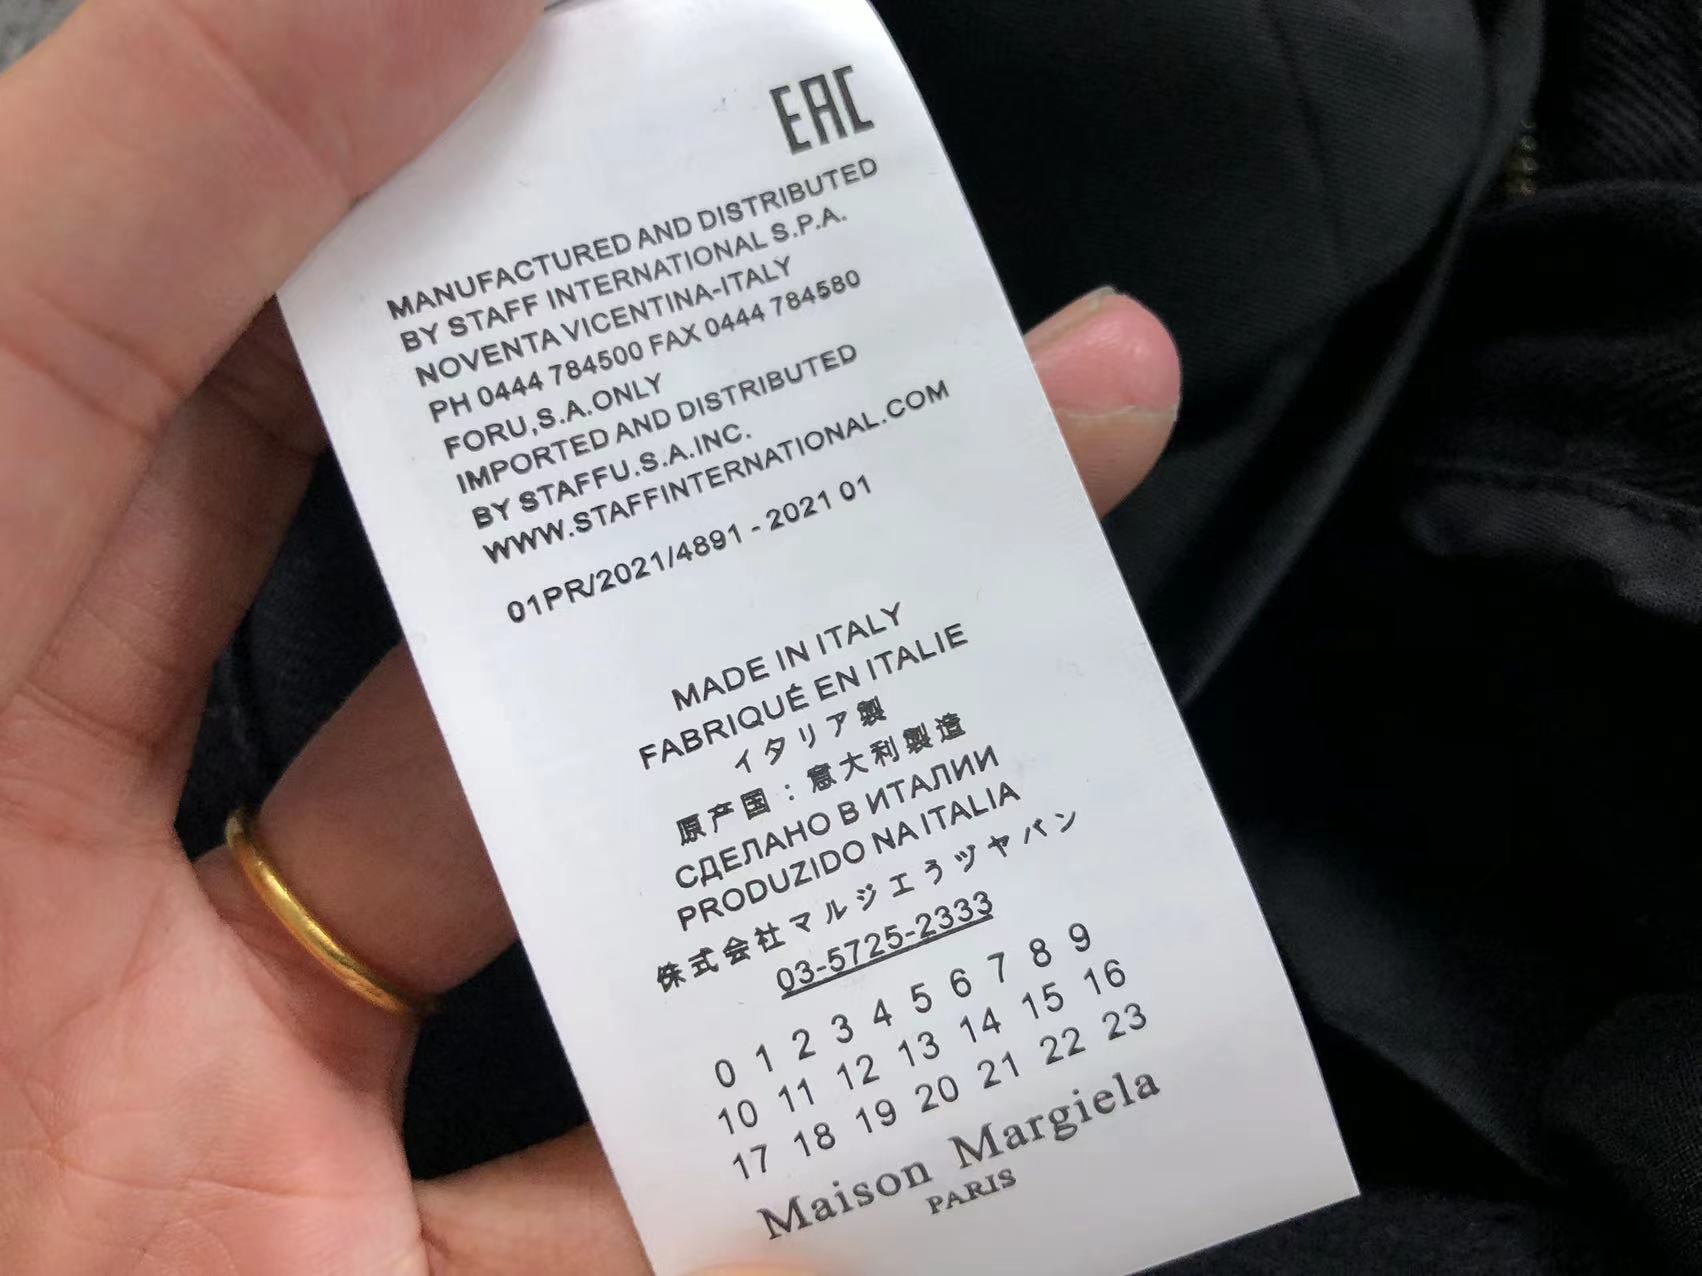 EAC
MANUFACTURED AND DISTRIBUTED
BY STAFF INTERNATIONAL S.P.A.
NOVENTA VICENTINA-ITALY
PH 0444 784500 FAX 0444 784580
FORU,S.A.ONLY
IMPORTED AND DISTRIBUTED
BY STAFFU.S.A.INC.
WWW.STAFFINTERNATIONAL.COM
01PR/2021/4891 - 2021 01
MADE IN ITALY
FABRIQUÉ EN ITALIE
イタリア製
原产国：意大利製造
СДЕЛАНО В ИТАЛИИ
PRODUZIDO NA ITALIA
株式会社マルジエうヅヤバン
03-5725-2333
0 1 2 3 4 5 6 7 8 9
10 11 12 13 14 15 16
17 18 19 20 21 22 23
Maison Margiela
PARIS